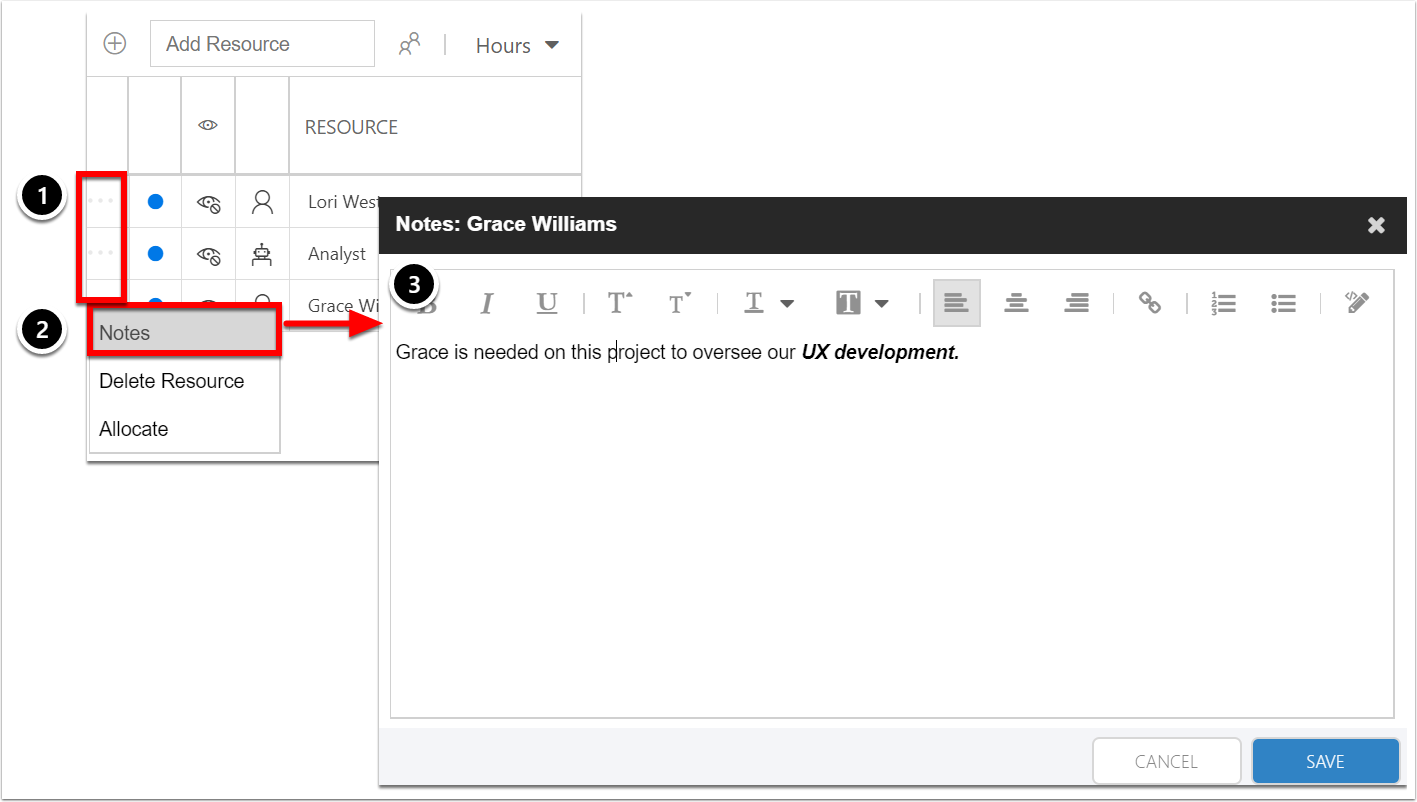 Add Resource
Hours
RESOURCE
1
Lori West
Analyst
Grace Wi
2
Notes
Delete Resource
Allocate
Notes: Grace Williams
3
B I U T T T T
Grace is needed on this project to oversee our UX development.
CANCEL
SAVE